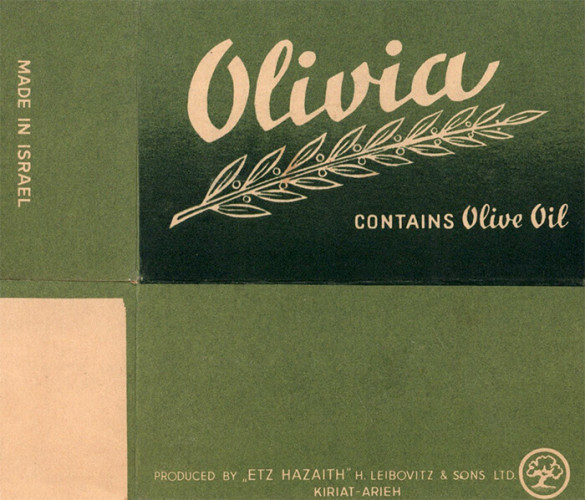 MADE IN ISRAEL
Olivia
CONTAINS Olive Oil
PRODUCED BY „ETZ HAZAITH" H. LEIBOVITZ & SONS LTD.
KIRIAT-ARIEH